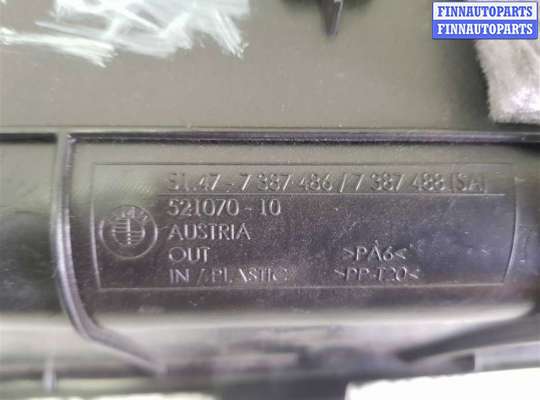 FINNAUTOPARTS
FINNAUTOPARTS
51.47 - 7 387 486 / 7 387 488 (SA)
521070 - 10
AUSTRIA
OUT >PA6<
IN / PLASTIC >PP-T20<